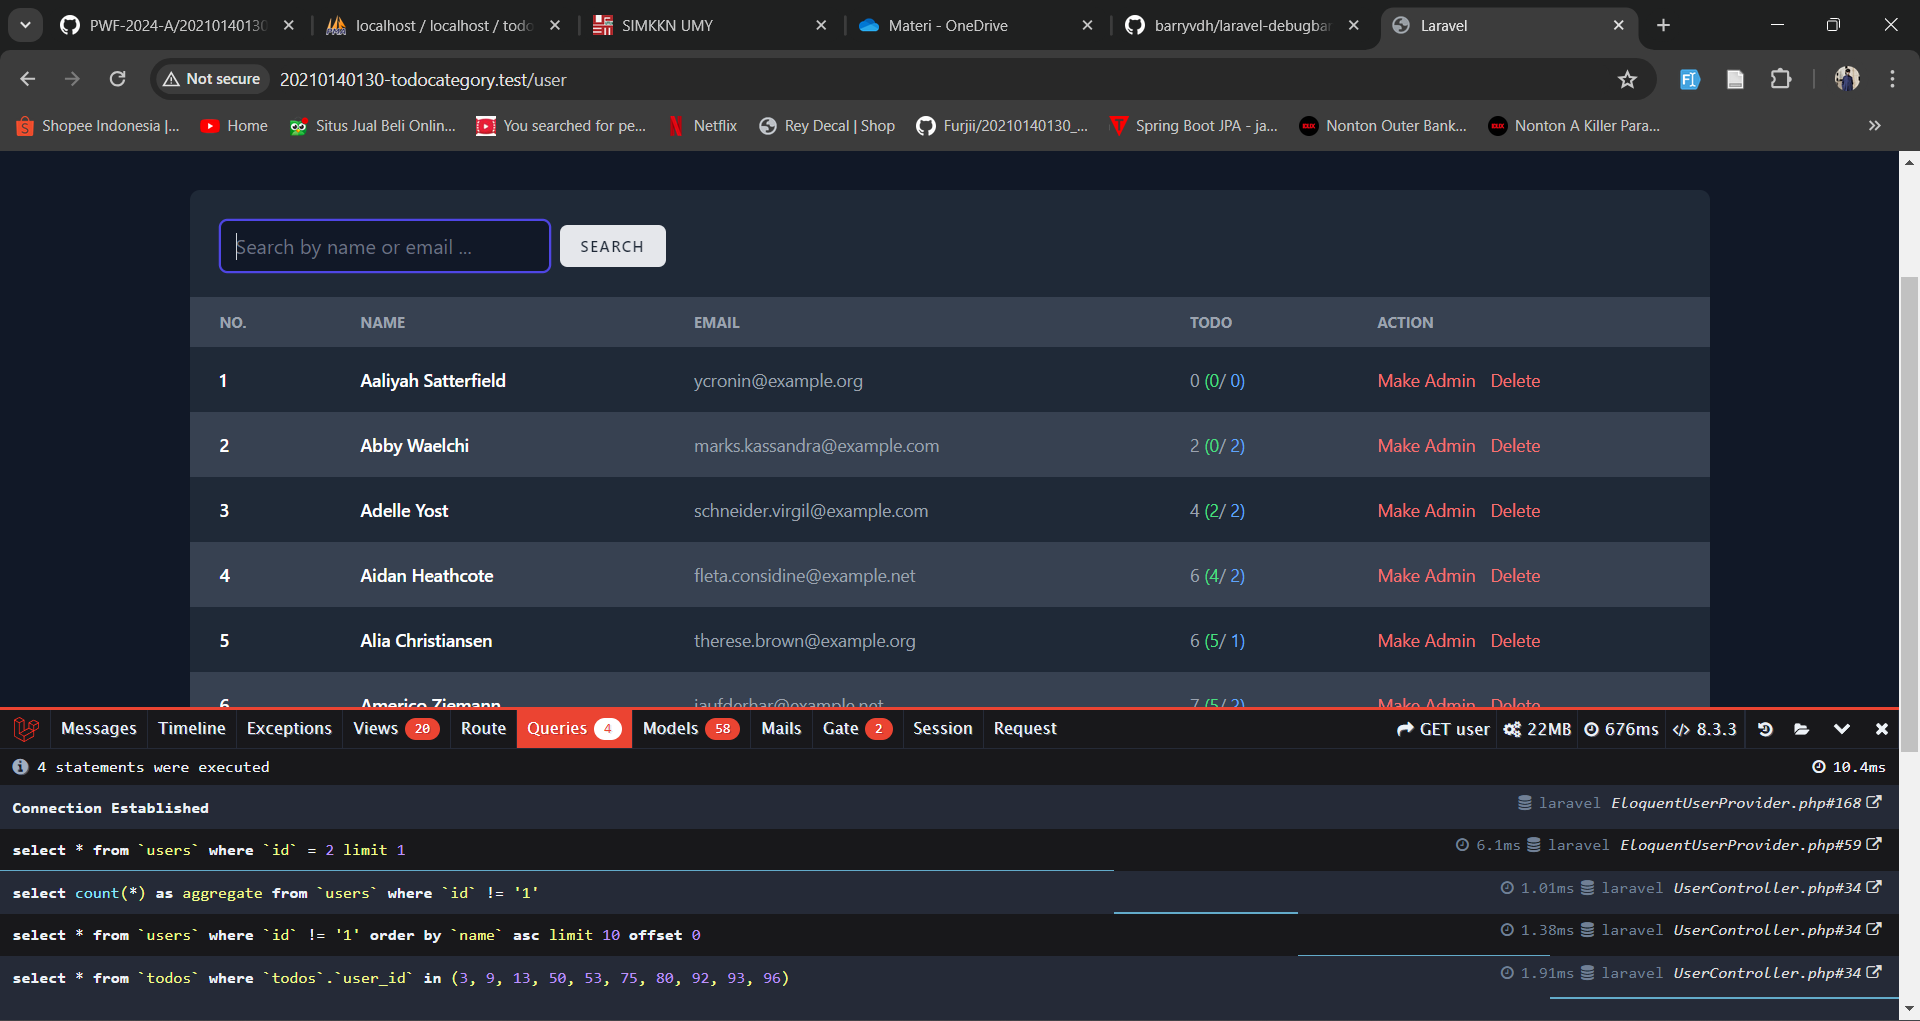 PWF-2024-A/20210140130
localhost / localhost / todo
SIMKKN UMY
Materi - OneDrive
barryvdh/laravel-debugbar
Laravel
Not secure
20210140130-todocategory.test/user
Shopee Indonesia |...
Home
Situs Jual Beli Onlin...
You searched for pe...
Netflix
Rey Decal | Shop
Furjii/20210140130_...
Spring Boot JPA - ja...
Nonton Outer Bank...
Nonton A Killer Para...
Search by name or email ...
SEARCH
NO. NAME EMAIL TODO ACTION
1 Aaliyah Satterfield ycronin@example.org 0 (0/ 0) Make Admin Delete
2 Abby Waelchi marks.kassandra@example.com 2 (0/ 2) Make Admin Delete
3 Adelle Yost schneider.virgil@example.com 4 (2/ 2) Make Admin Delete
4 Aidan Heathcote fleta.considine@example.net 6 (4/ 2) Make Admin Delete
5 Alia Christiansen therese.brown@example.org 6 (5/ 1) Make Admin Delete
6 Americo Ziemann jaufderhar@example.net 7 (5/ 2) Make Admin Delete
Messages Timeline Exceptions Views 20 Route Queries 4 Models 58 Mails Gate 2 Session Request GET user 22MB 676ms 8.3.3
4 statements were executed 10.4ms
Connection Established laravel EloquentUserProvider.php#168
select * from `users` where `id` = 2 limit 1 6.1ms laravel EloquentUserProvider.php#59
select count(*) as aggregate from `users` where `id` != '1' 1.01ms laravel UserController.php#34
select * from `users` where `id` != '1' order by `name` asc limit 10 offset 0 1.38ms laravel UserController.php#34
select * from `todos` where `todos`.`user_id` in (3, 9, 13, 50, 53, 75, 80, 92, 93, 96) 1.91ms laravel UserController.php#34